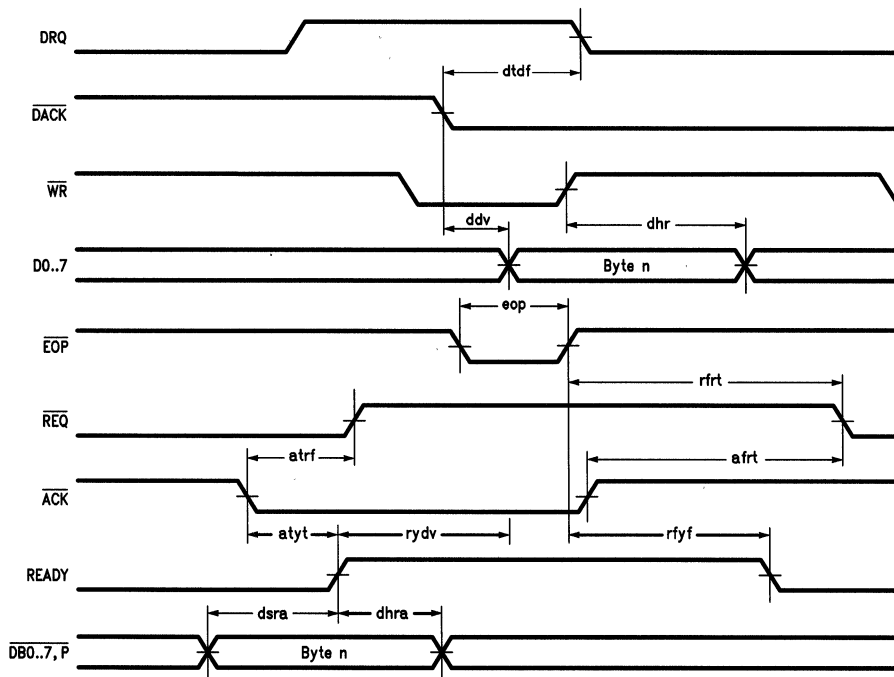 DRQ
dtdf
DACK
WR
ddv
dhr
D0..7
Byte n
eop
EOP
rfrt
REQ
atrf
afrt
ACK
atyt
rydv
rfyf
READY
dsra
dhra
DB0..7, P
Byte n